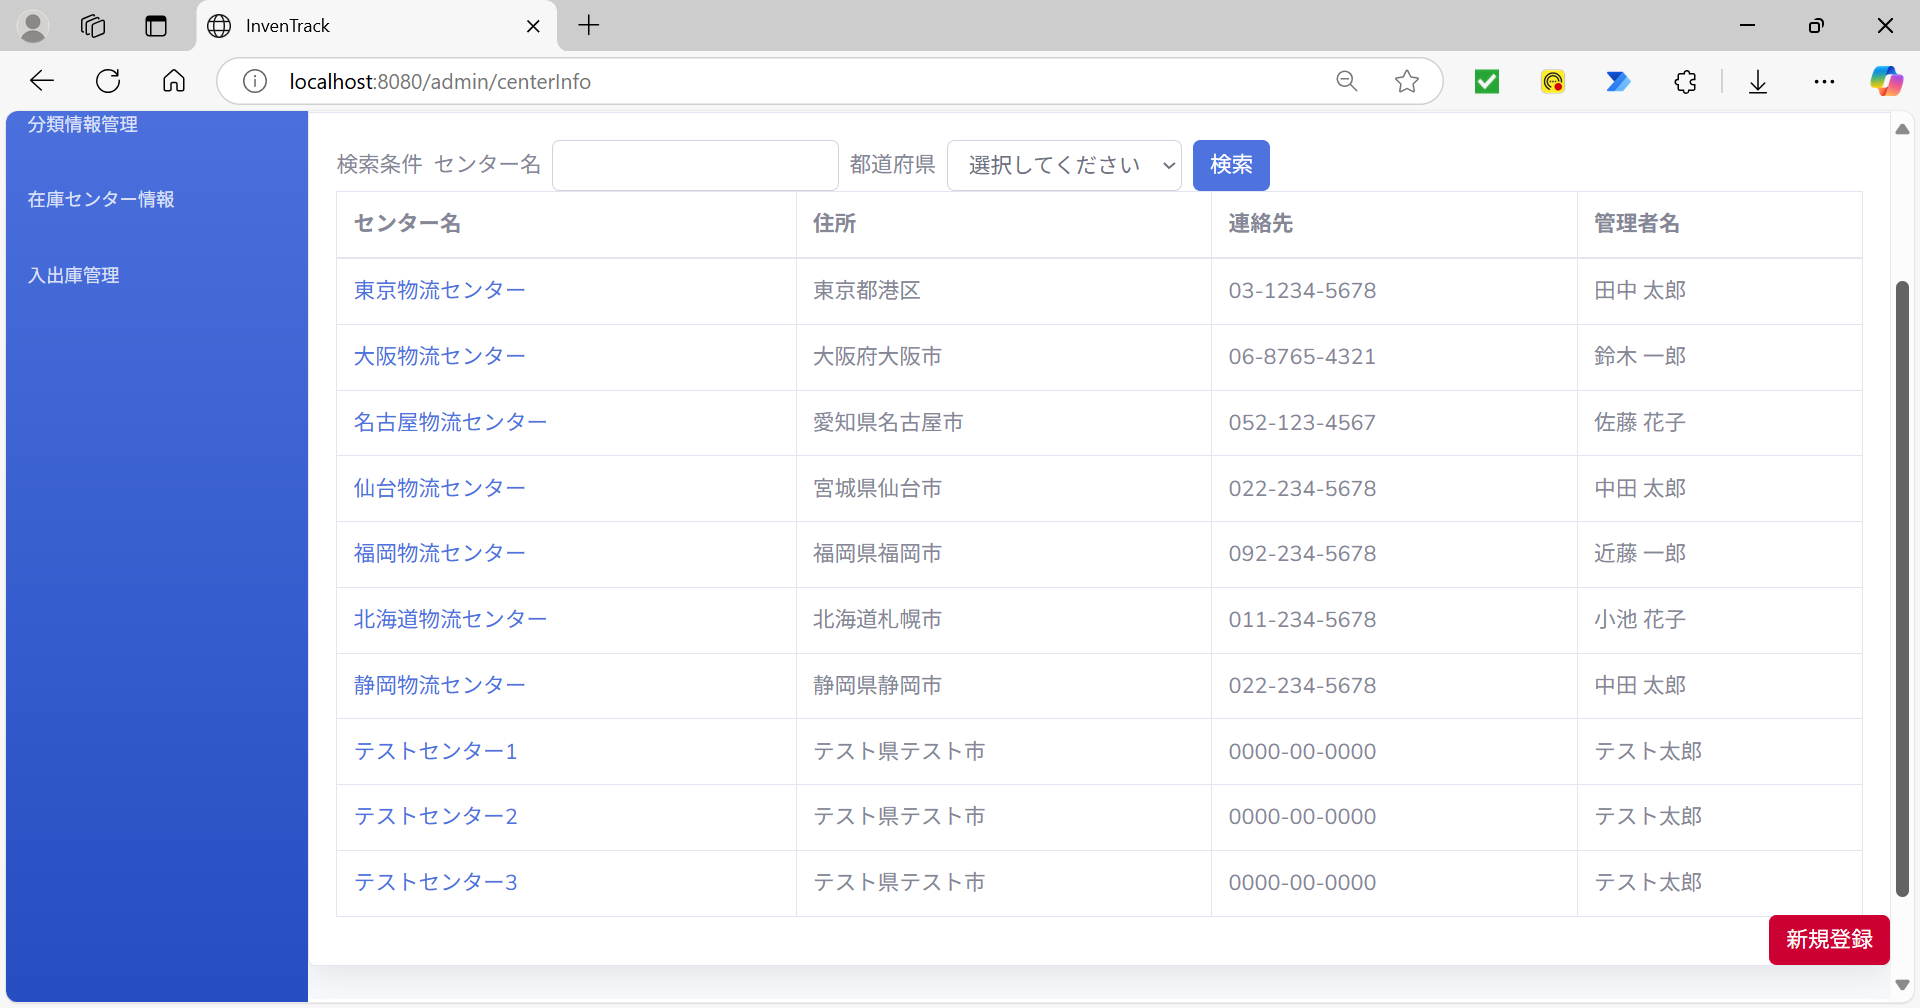 InvenTrack
localhost:8080/admin/centerInfo
分類情報管理
在庫センター情報
入出庫管理
検索条件 センター名 都道府県 選択してください 検索
センター名 住所 連絡先 管理者名
東京物流センター 東京都港区 03-1234-5678 田中 太郎
大阪物流センター 大阪府大阪市 06-8765-4321 鈴木 一郎
名古屋物流センター 愛知県名古屋市 052-123-4567 佐藤 花子
仙台物流センター 宮城県仙台市 022-234-5678 中田 太郎
福岡物流センター 福岡県福岡市 092-234-5678 近藤 一郎
北海道物流センター 北海道札幌市 011-234-5678 小池 花子
静岡物流センター 静岡県静岡市 022-234-5678 中田 太郎
テストセンター1 テスト県テスト市 0000-00-0000 テスト太郎
テストセンター2 テスト県テスト市 0000-00-0000 テスト太郎
テストセンター3 テスト県テスト市 0000-00-0000 テスト太郎
新規登録